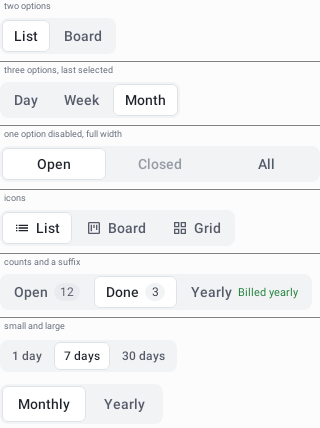 two options
List Board
three options, last selected
Day Week Month
one option disabled, full width
Open Closed All
icons
List Board Grid
counts and a suffix
Open 12 Done 3 Yearly Billed yearly
small and large
1 day 7 days 30 days
Monthly Yearly